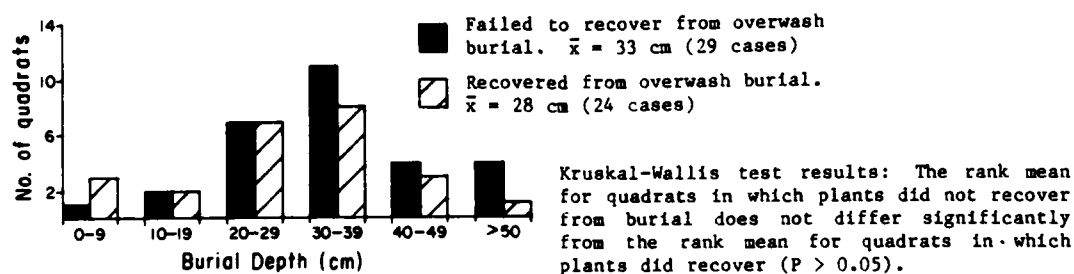 14
10
6
2
No. of quadrats
0-9 10-19 20-29 30-39 40-49 >50
Burial Depth (cm)
Failed to recover from overwash
burial. x̄ = 33 cm (29 cases)
Recovered from overwash burial.
x̄ = 28 cm (24 cases)
Kruskal-Wallis test results: The rank mean
for quadrats in which plants did not recover
from burial does not differ significantly
from the rank mean for quadrats in which
plants did recover (P > 0.05).